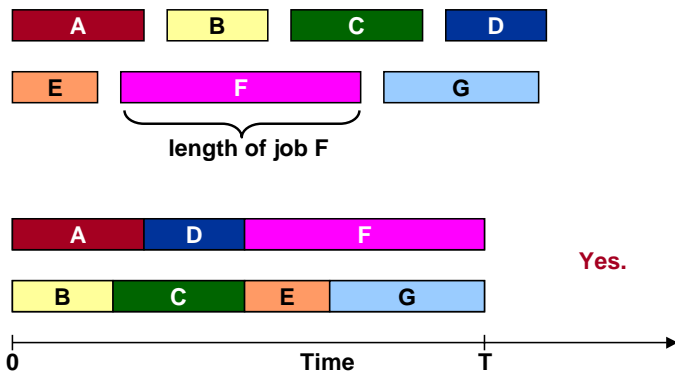 A B C D
E F G
length of job F
A D F
Yes.
B C E G
0 Time T